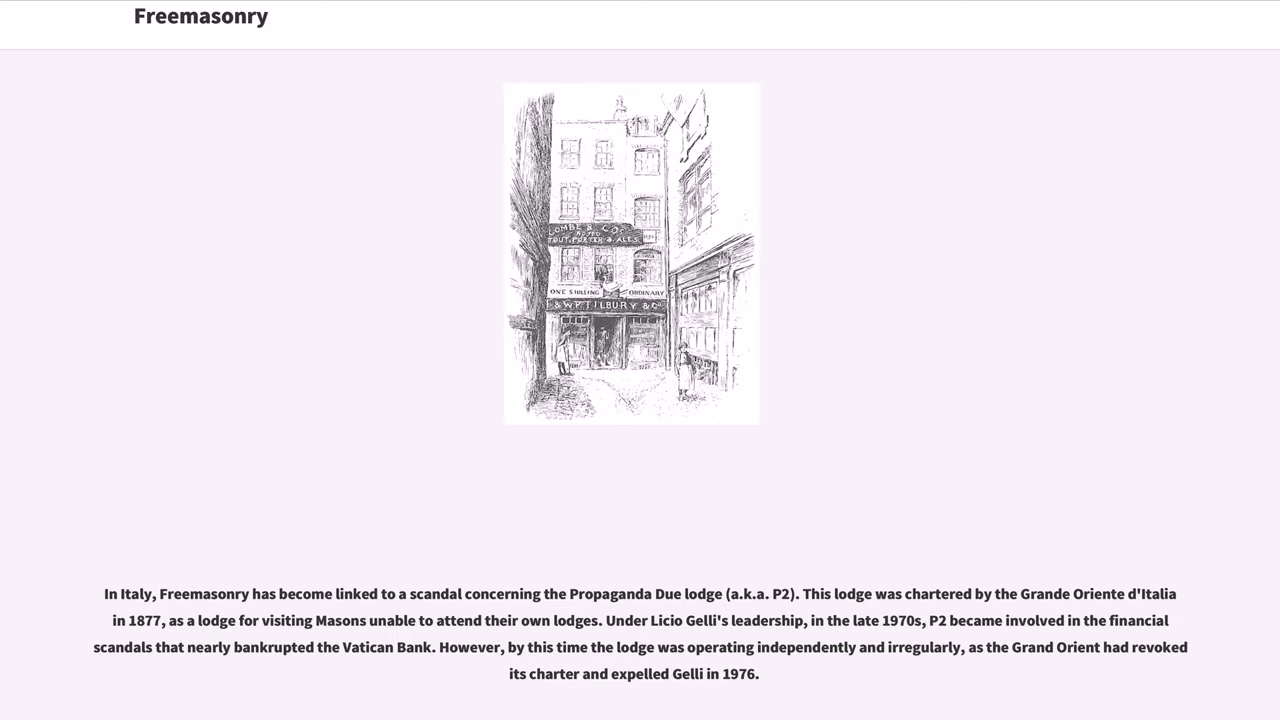 Freemasonry
OMBE & CO
NOTED
TOUT, PORTER & ALES.
ONE SHILLING ORDINARY
& W.P. TILBURY & Co
In Italy, Freemasonry has become linked to a scandal concerning the Propaganda Due lodge (a.k.a. P2). This lodge was chartered by the Grande Oriente d'Italia
in 1877, as a lodge for visiting Masons unable to attend their own lodges. Under Licio Gelli's leadership, in the late 1970s, P2 became involved in the financial
scandals that nearly bankrupted the Vatican Bank. However, by this time the lodge was operating independently and irregularly, as the Grand Orient had revoked
its charter and expelled Gelli in 1976.